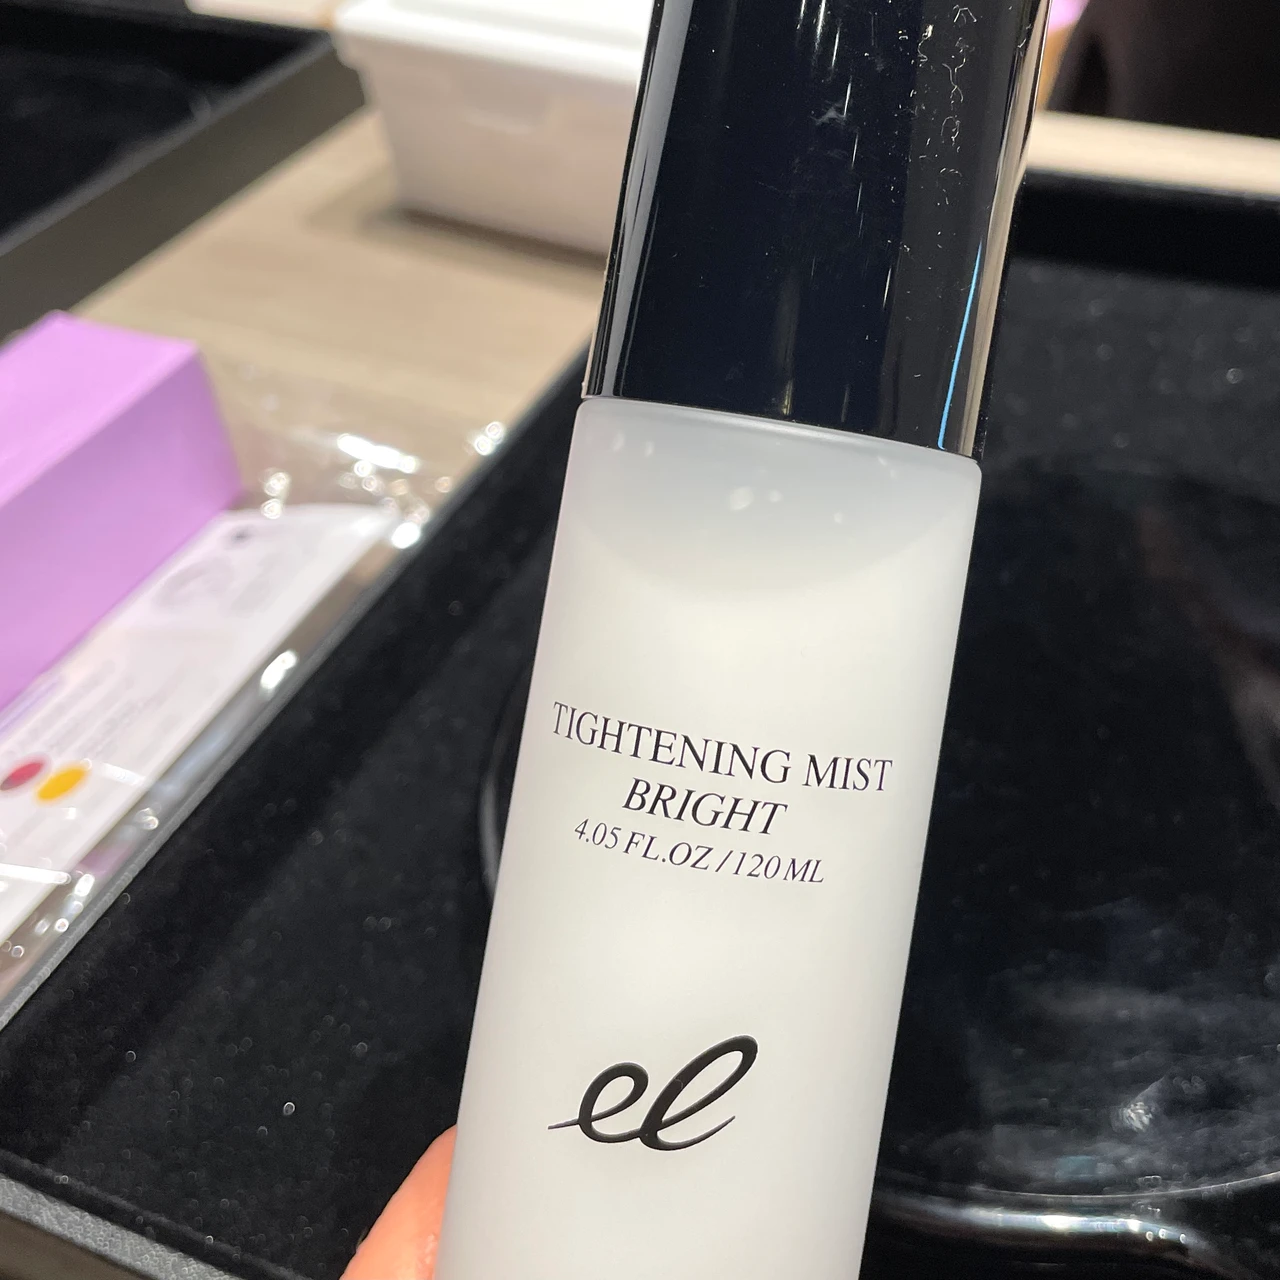 TIGHTENING MIST
BRIGHT
4.05 FL.OZ/120 ML
el